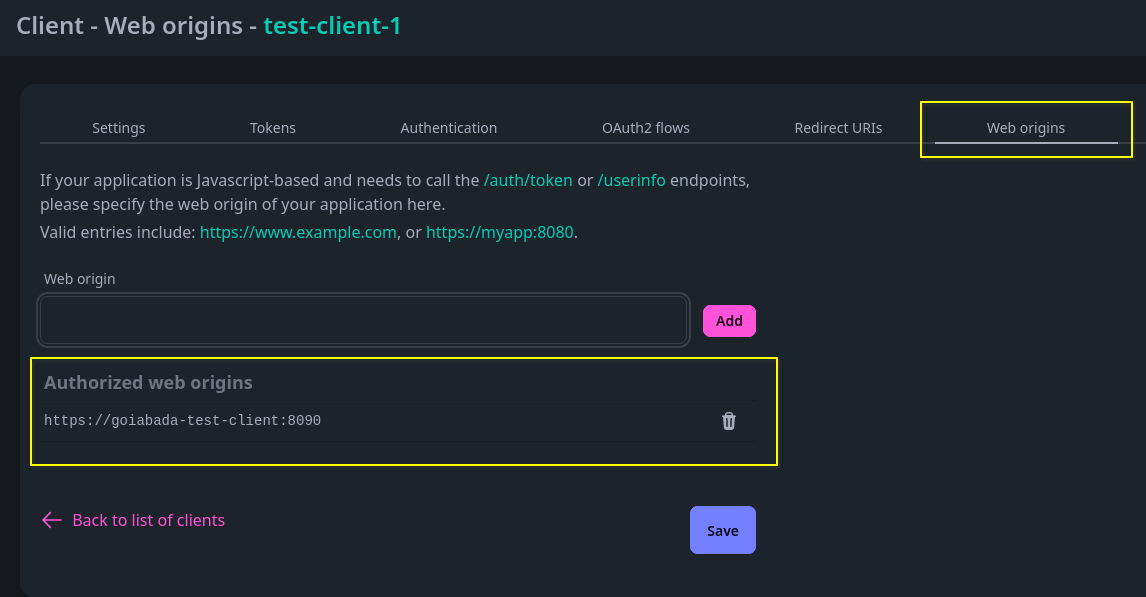 Client - Web origins - test-client-1
Settings Tokens Authentication OAuth2 flows Redirect URIs Web origins
If your application is Javascript-based and needs to call the /auth/token or /userinfo endpoints,
please specify the web origin of your application here.
Valid entries include: https://www.example.com, or https://myapp:8080.
Web origin
Add
Authorized web origins
https://goiabada-test-client:8090
Back to list of clients
Save